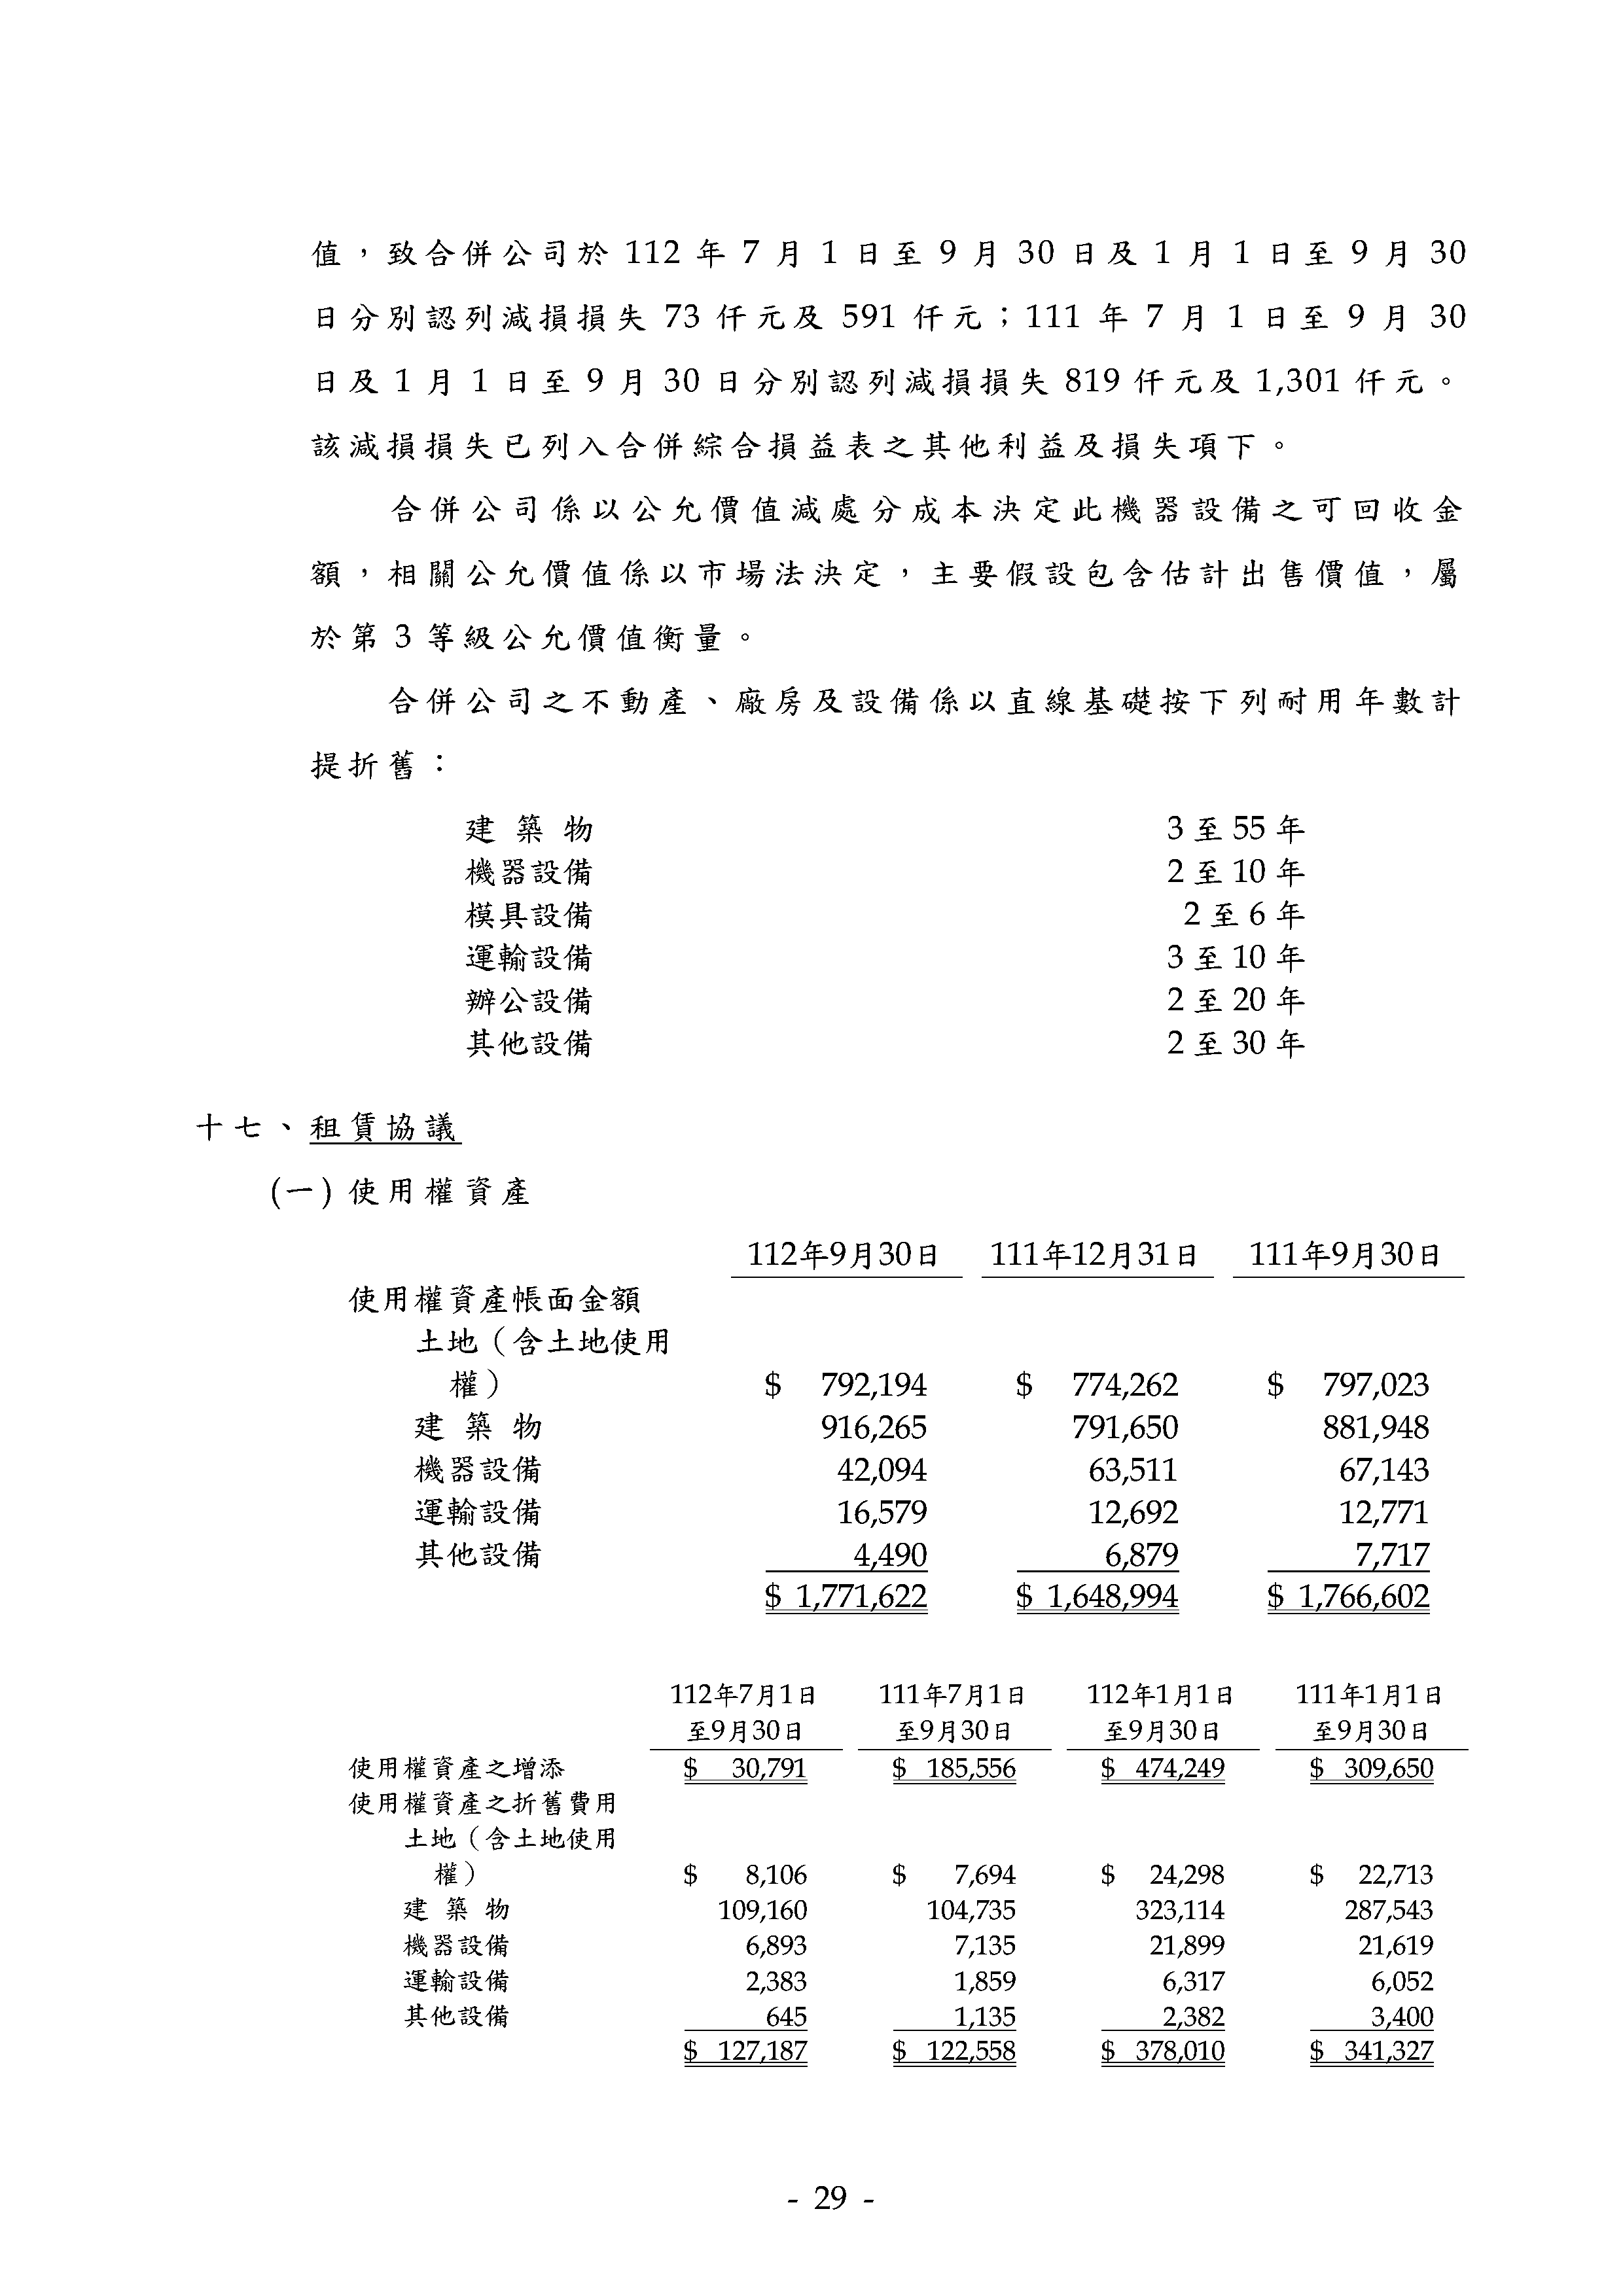 值，致合併公司於 112 年 7 月 1 日至 9 月 30 日及 1 月 1 日至 9 月 30
日分別認列減損損失 73 仟元及 591 仟元；111 年 7 月 1 日至 9 月 30
日及 1 月 1 日至 9 月 30 日分別認列減損損失 819 仟元及 1,301 仟元。
該減損損失已列入合併綜合損益表之其他利益及損失項下。
合併公司係以公允價值減處分成本決定此機器設備之可回收金
額，相關公允價值係以市場法決定，主要假設包含估計出售價值，屬
於第 3 等級公允價值衡量。
合併公司之不動產、廠房及設備係以直線基礎按下列耐用年數計
提折舊：
建 築 物 3 至 55 年
機器設備 2 至 10 年
模具設備 2 至 6 年
運輸設備 3 至 10 年
辦公設備 2 至 20 年
其他設備 2 至 30 年
十七、租賃協議
(一) 使用權資產
112年9月30日 111年12月31日 111年9月30日
使用權資產帳面金額
土地（含土地使用
權） $ 792,194 $ 774,262 $ 797,023
建 築 物 916,265 791,650 881,948
機器設備 42,094 63,511 67,143
運輸設備 16,579 12,692 12,771
其他設備 4,490 6,879 7,717
$ 1,771,622 $ 1,648,994 $ 1,766,602
112年7月1日 111年7月1日 112年1月1日 111年1月1日
至9月30日 至9月30日 至9月30日 至9月30日
使用權資產之增添 $ 30,791 $ 185,556 $ 474,249 $ 309,650
使用權資產之折舊費用
土地（含土地使用
權） $ 8,106 $ 7,694 $ 24,298 $ 22,713
建 築 物 109,160 104,735 323,114 287,543
機器設備 6,893 7,135 21,899 21,619
運輸設備 2,383 1,859 6,317 6,052
其他設備 645 1,135 2,382 3,400
$ 127,187 $ 122,558 $ 378,010 $ 341,327
- 29 -